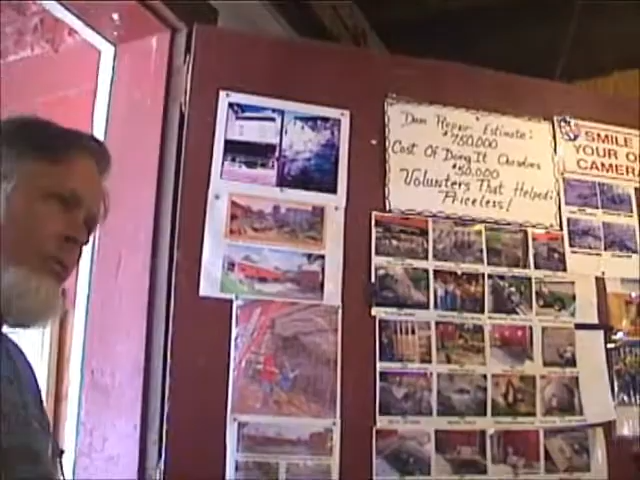 Dam Repair Estimate:
$750,000
Cost Of Doing It Ourselves
$50,000
Volunteers That Helped
Priceless!
SMILE
YOUR
CAMERA